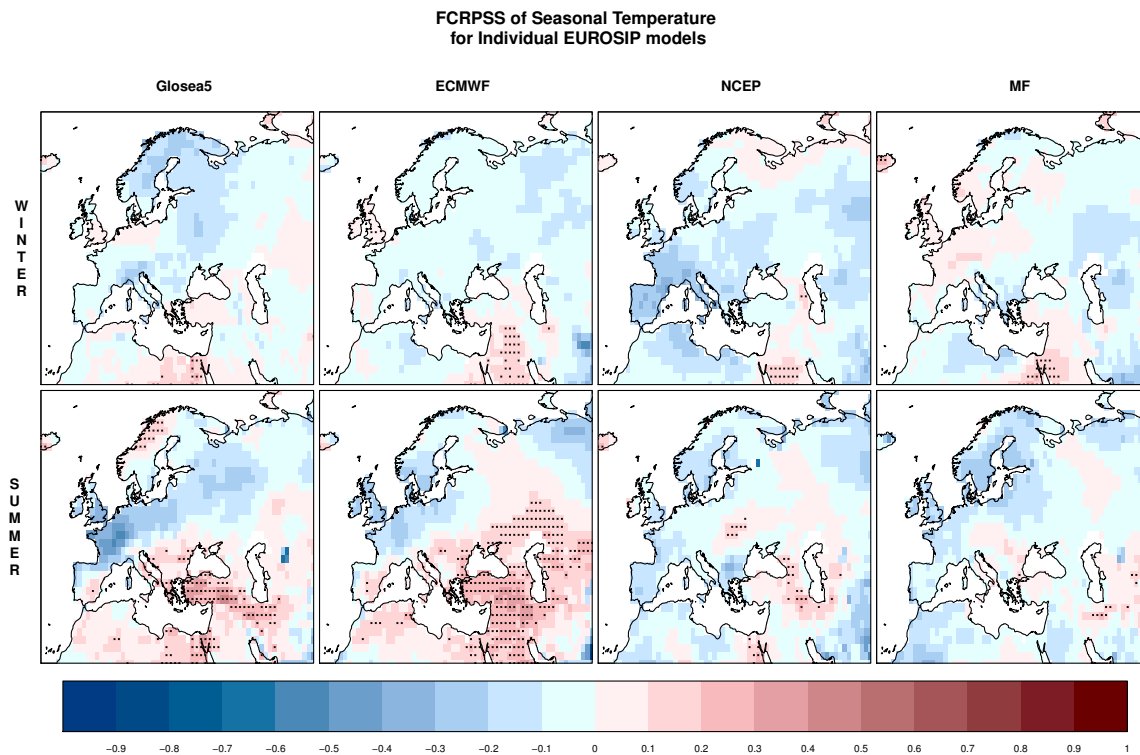 FCRPSS of Seasonal Temperature
for Individual EUROSIP models
Glosea5 ECMWF NCEP MF
WINTER
SUMMER
−0.9 −0.8 −0.7 −0.6 −0.5 −0.4 −0.3 −0.2 −0.1 0 0.1 0.2 0.3 0.4 0.5 0.6 0.7 0.8 0.9 1